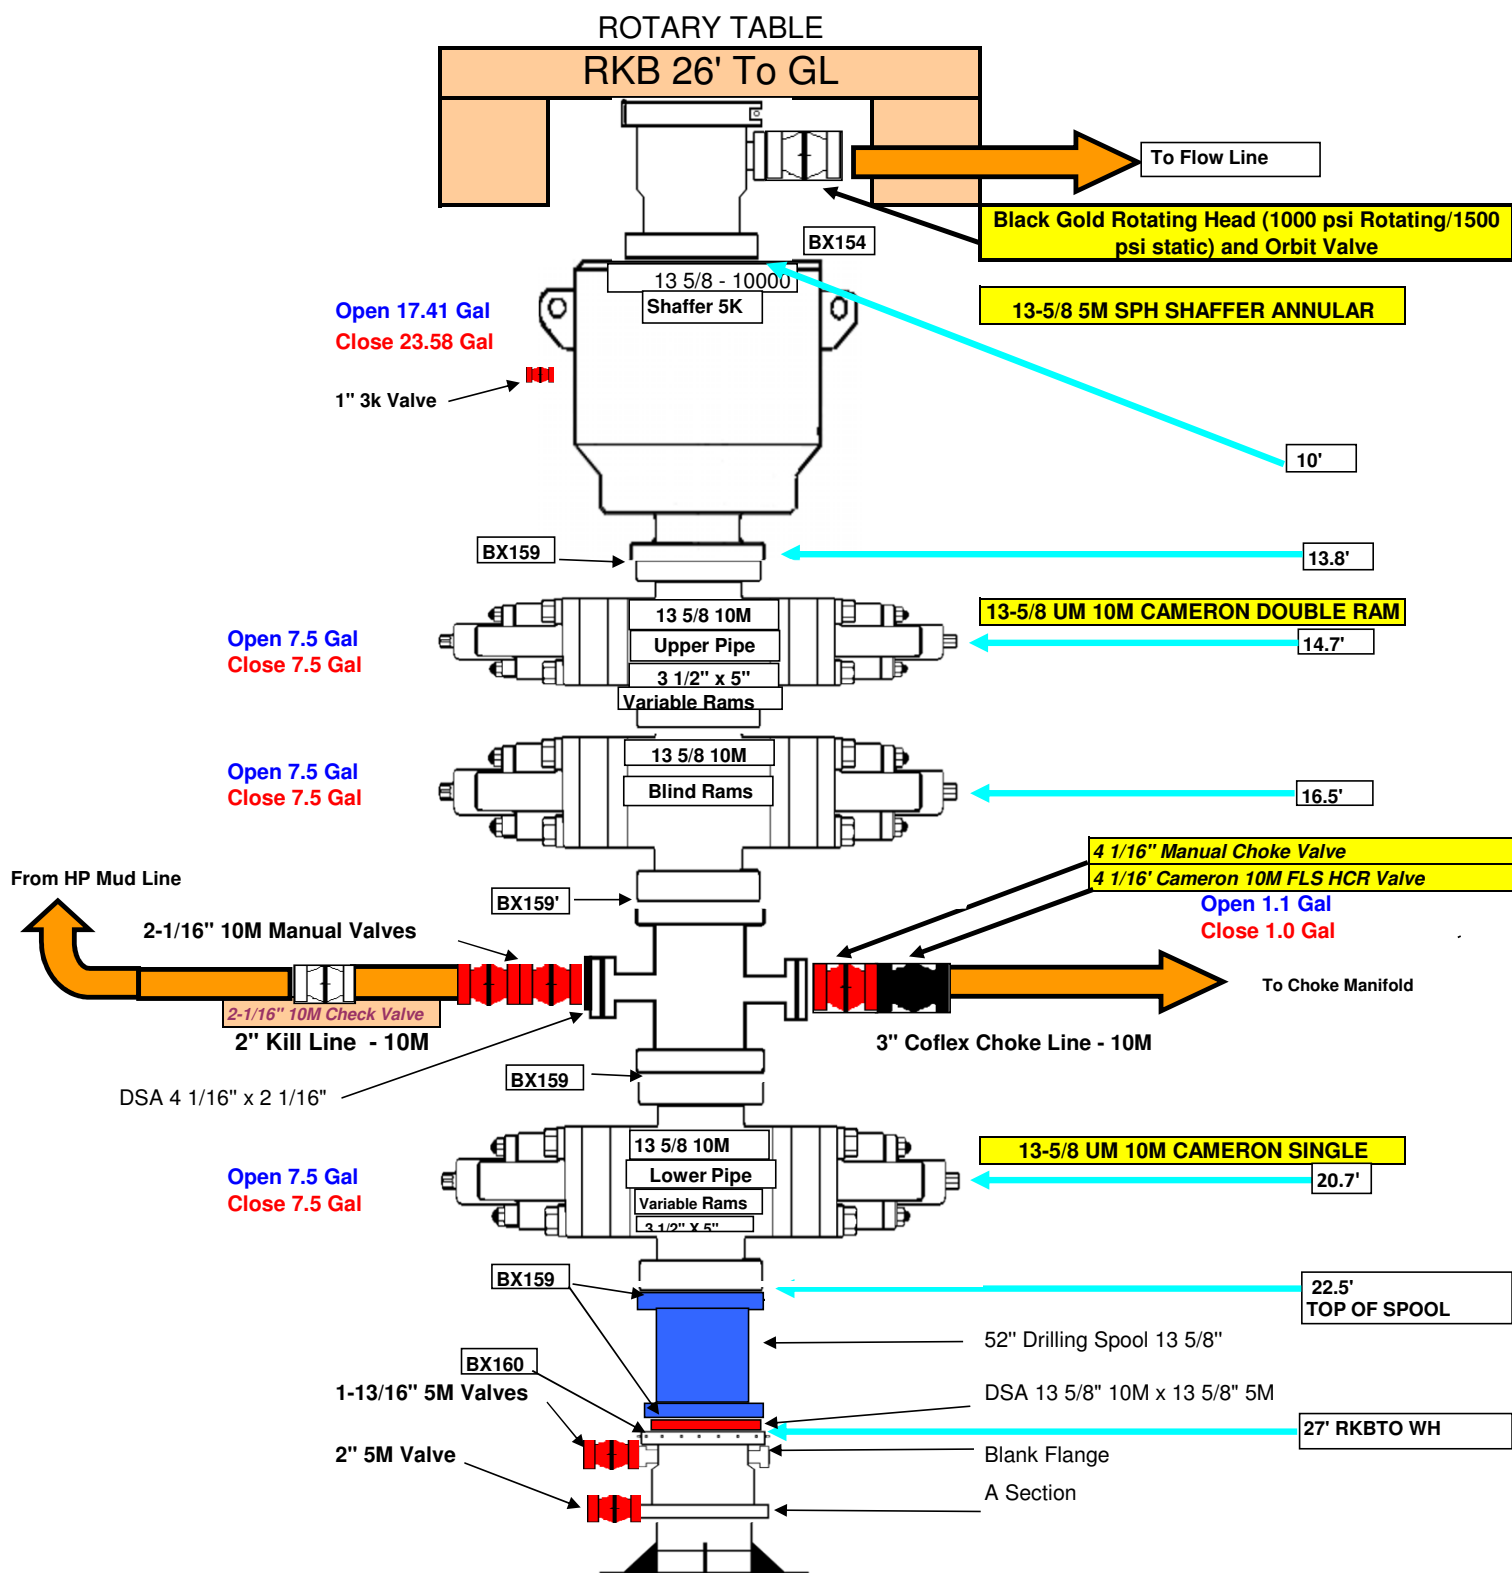 ROTARY TABLE
RKB 26' To GL
To Flow Line
Black Gold Rotating Head (1000 psi Rotating/1500
psi static) and Orbit Valve
BX154
13 5/8 - 10000
Shaffer 5K
13-5/8 5M SPH SHAFFER ANNULAR
Open 17.41 Gal
Close 23.58 Gal
1" 3k Valve
10'
BX159
13.8'
13 5/8 10M
Upper Pipe
3 1/2" x 5"
Variable Rams
13-5/8 UM 10M CAMERON DOUBLE RAM
14.7'
Open 7.5 Gal
Close 7.5 Gal
13 5/8 10M
Blind Rams
Open 7.5 Gal
Close 7.5 Gal
16.5'
4 1/16" Manual Choke Valve
4 1/16' Cameron 10M FLS HCR Valve
Open 1.1 Gal
Close 1.0 Gal
From HP Mud Line
BX159'
2-1/16" 10M Manual Valves
To Choke Manifold
2-1/16" 10M Check Valve
2" Kill Line - 10M
3" Coflex Choke Line - 10M
BX159
DSA 4 1/16" x 2 1/16"
13 5/8 10M
Lower Pipe
Variable Rams
3 1/2" X 5"
13-5/8 UM 10M CAMERON SINGLE
20.7'
Open 7.5 Gal
Close 7.5 Gal
BX159
22.5'
TOP OF SPOOL
52" Drilling Spool 13 5/8"
BX160
1-13/16" 5M Valves
DSA 13 5/8" 10M x 13 5/8" 5M
27' RKBTO WH
2" 5M Valve
Blank Flange
A Section